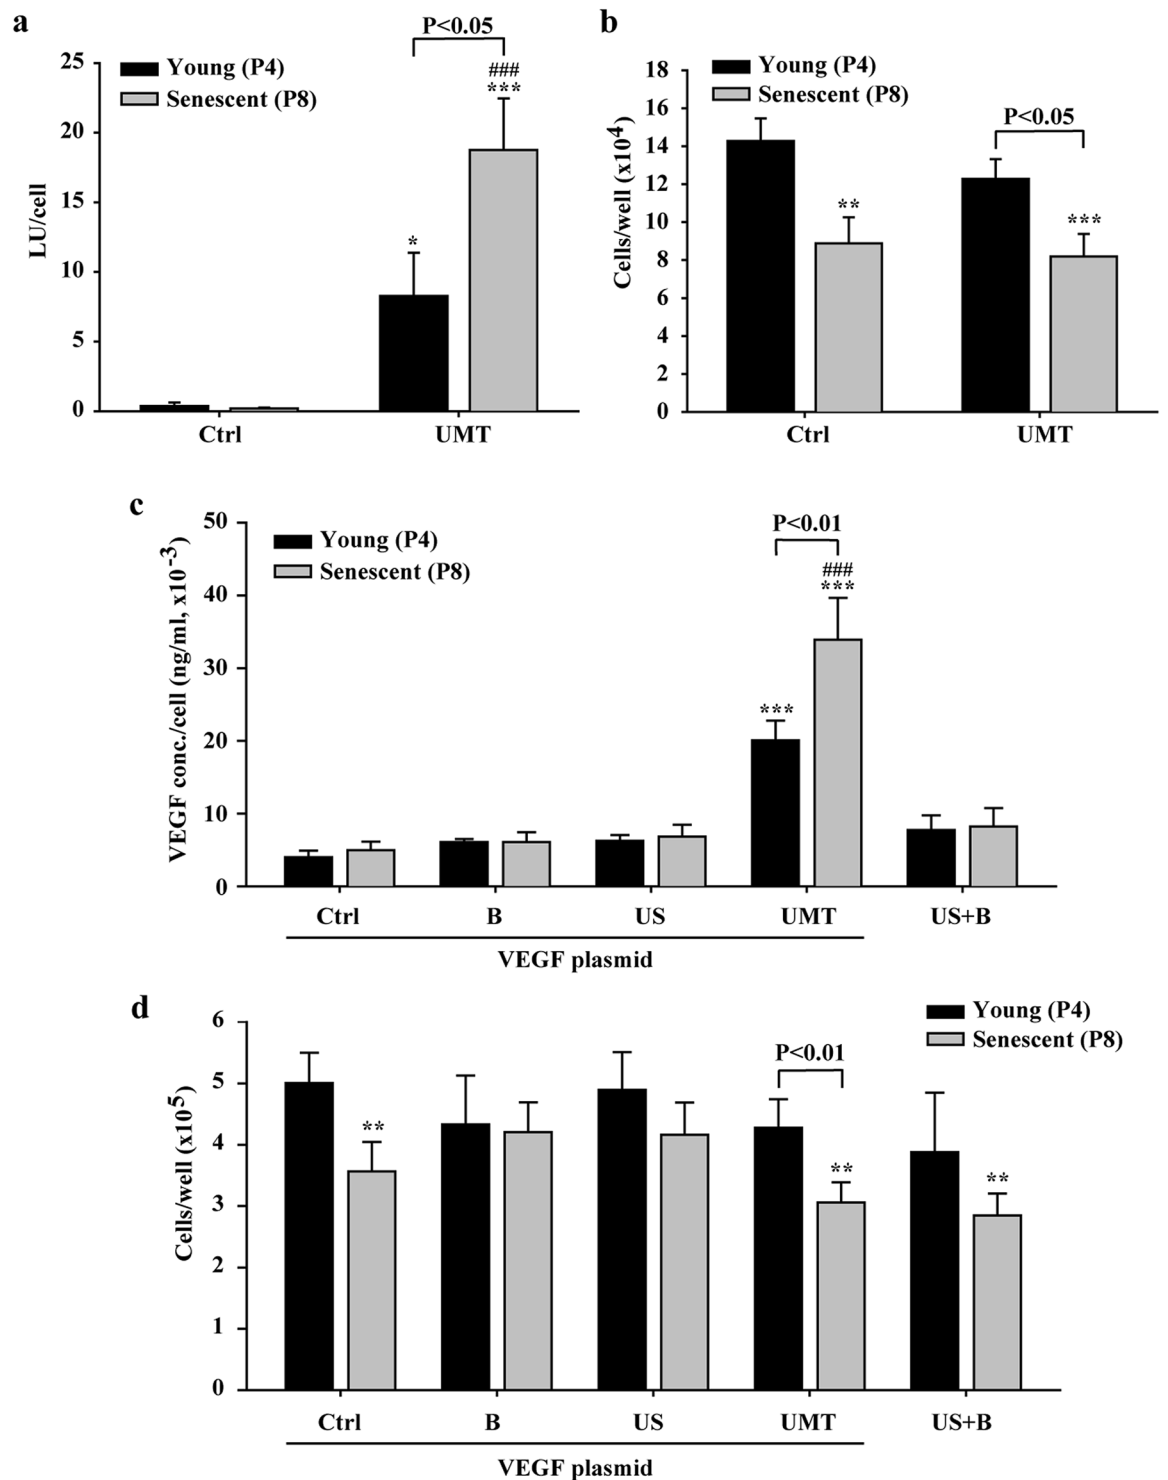 a
P<0.05
Young (P4)
Senescent (P8)
###
***
*
25
20
15
10
5
0
LU/cell
Ctrl
UMT
b
Young (P4)
Senescent (P8)
P<0.05
**
***
18
16
14
12
10
8
6
4
2
0
Cells/well (x10⁴)
Ctrl
UMT
c
Young (P4)
Senescent (P8)
P<0.01
###
***
***
50
40
30
20
10
0
VEGF conc./cell (ng/ml, x10⁻³)
Ctrl
B
US
UMT
US+B
VEGF plasmid
d
Young (P4)
Senescent (P8)
P<0.01
**
**
**
6
5
4
3
2
1
0
Cells/well (x10⁵)
Ctrl
B
US
UMT
US+B
VEGF plasmid